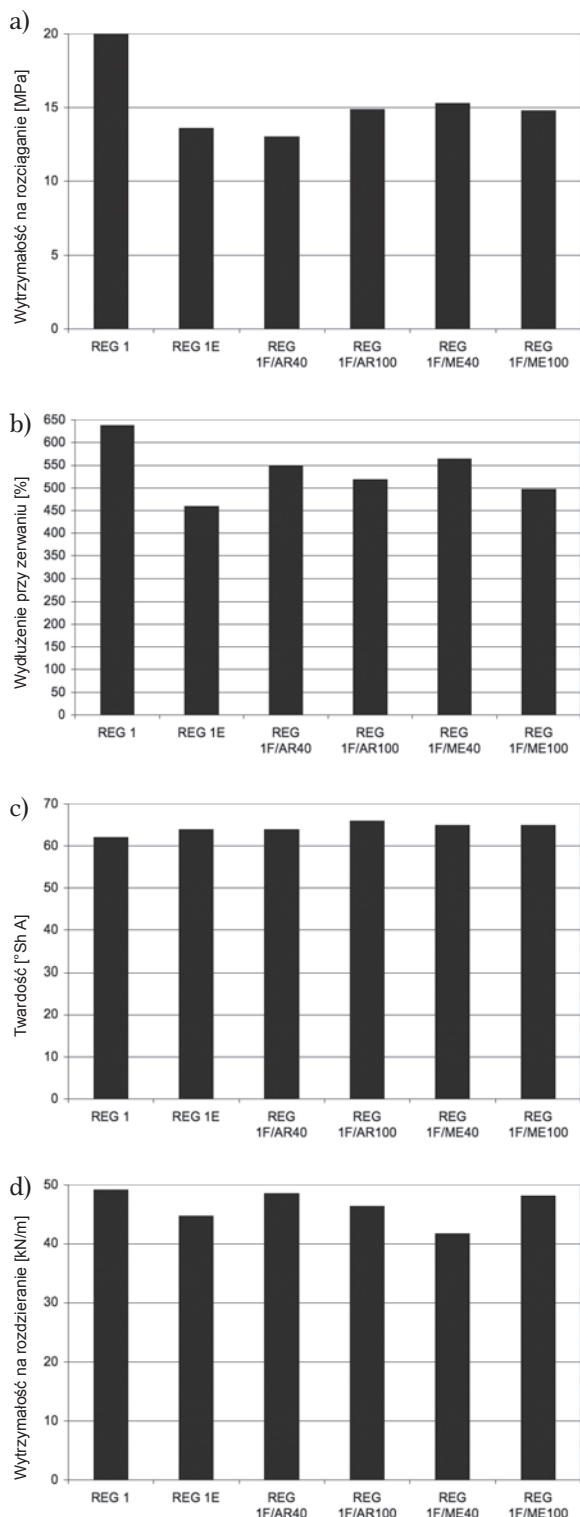 a)
Wytrzymałość na rozciąganie [MPa]
20
15
10
5
0
REG 1
REG 1E
REG
1F/AR40
REG
1F/AR100
REG
1F/ME40
REG
1F/ME100
b)
Wydłużenie przy zerwaniu [%]
650
600
550
500
450
400
350
300
250
200
150
100
50
0
REG 1
REG 1E
REG
1F/AR40
REG
1F/AR100
REG
1F/ME40
REG
1F/ME100
c)
Twardość [°Sh A]
70
60
50
40
30
20
10
0
REG 1
REG 1E
REG
1F/AR40
REG
1F/AR100
REG
1F/ME40
REG
1F/ME100
d)
Wytrzymałość na rozdzieranie [kN/m]
50
40
30
20
10
0
REG 1
REG 1E
REG
1F/AR40
REG
1F/AR100
REG
1F/ME40
REG
1F/ME100